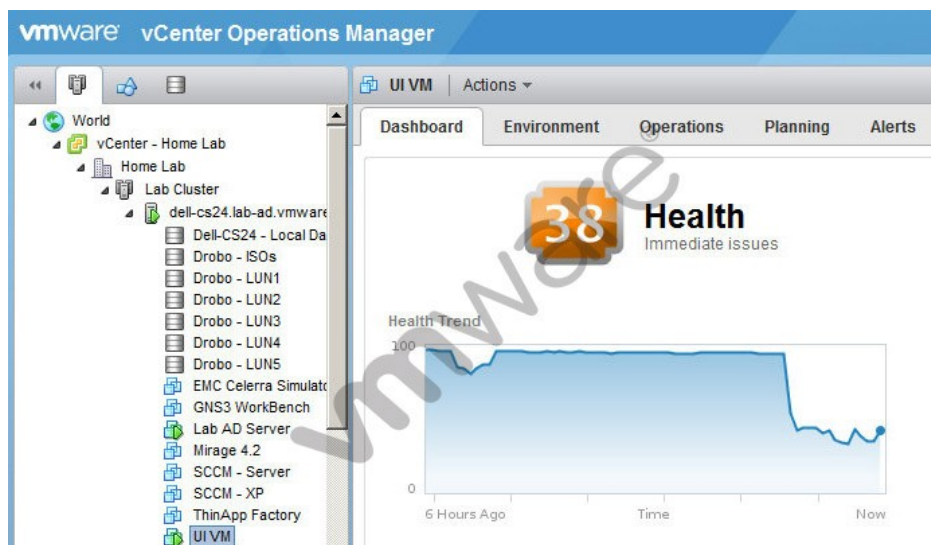 vmware vCenter Operations Manager
UI VM Actions
World
vCenter - Home Lab
Home Lab
Lab Cluster
dell-cs24.lab-ad.vmware
Dell-CS24 - Local Da
Drobo - ISOs
Drobo - LUN1
Drobo - LUN2
Drobo - LUN3
Drobo - LUN4
Drobo - LUN5
EMC Celerra Simulato
GNS3 WorkBench
Lab AD Server
Mirage 4.2
SCCM - Server
SCCM - XP
ThinApp Factory
UI VM
Dashboard Environment Operations Planning Alerts
38 Health
Immediate issues
Health Trend
100
0
6 Hours Ago Time Now
vmware®